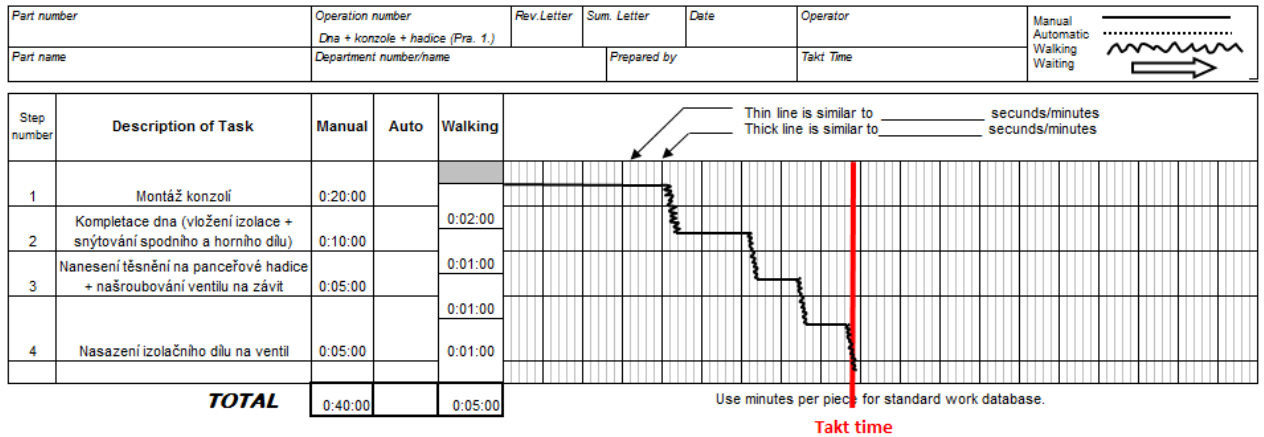 Part number
Operation number
Rev.Letter
Sum. Letter
Date
Operator
Dna + konzole + hadice (Pra. 1.)
Part name
Department number/name
Prepared by
Takt Time
Manual
Automatic
Walking
Waiting
Step number
Description of Task
Manual
Auto
Walking
Thin line is similar to ______________ seconds/minutes
Thick line is similar to______________ seconds/minutes
1
Montáž konzolí
0:20:00
0:02:00
Kompletace dna (vložení izolace +
2
snýtování spodního a horního dílu)
0:10:00
0:01:00
Nanesení těsnění na panceřové hadice
3
+ našroubování ventilu na závit
0:05:00
0:01:00
4
Nasazení izolačního dílu na ventil
0:05:00
0:01:00
TOTAL
0:40:00
0:05:00
Use minutes per piece for standard work database.
Takt time